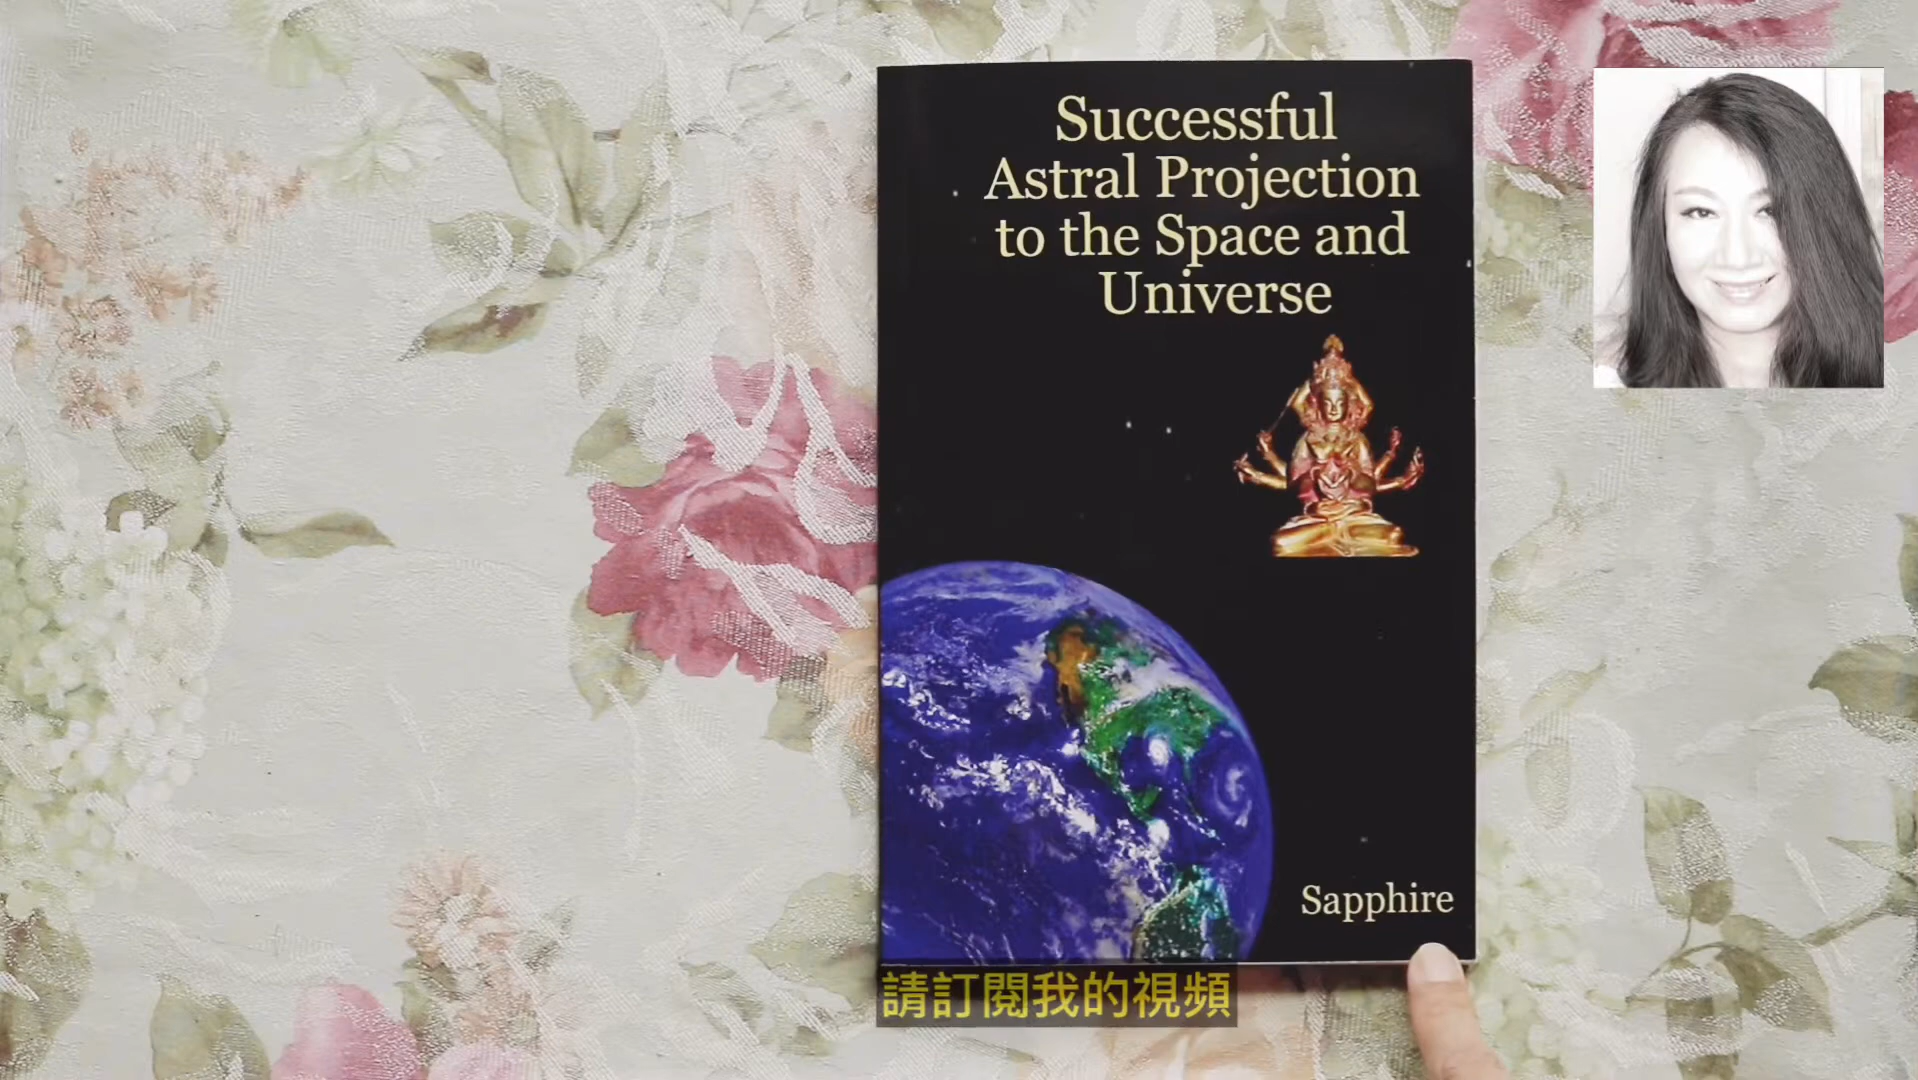 Successful
Astral Projection
to the Space and
Universe
Sapphire
請訂閱我的視頻